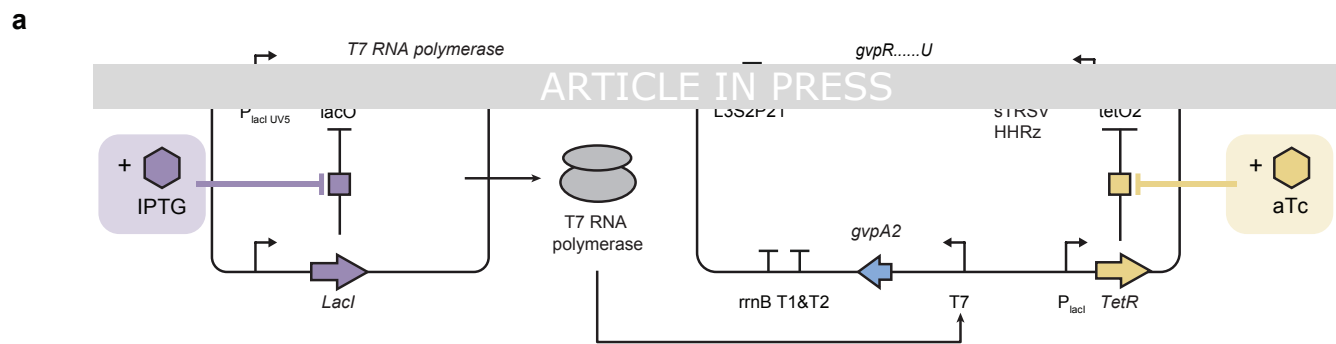 a
T7 RNA polymerase
gvpR......U
ARTICLE IN PRESS
P lacI UV5
lacO
L3S2P21
sTRSV
HHRz
tetO2
+
IPTG
+
aTc
T7 RNA
polymerase
gvpA2
LacI
rrnB T1&T2
T7
P lacI
TetR